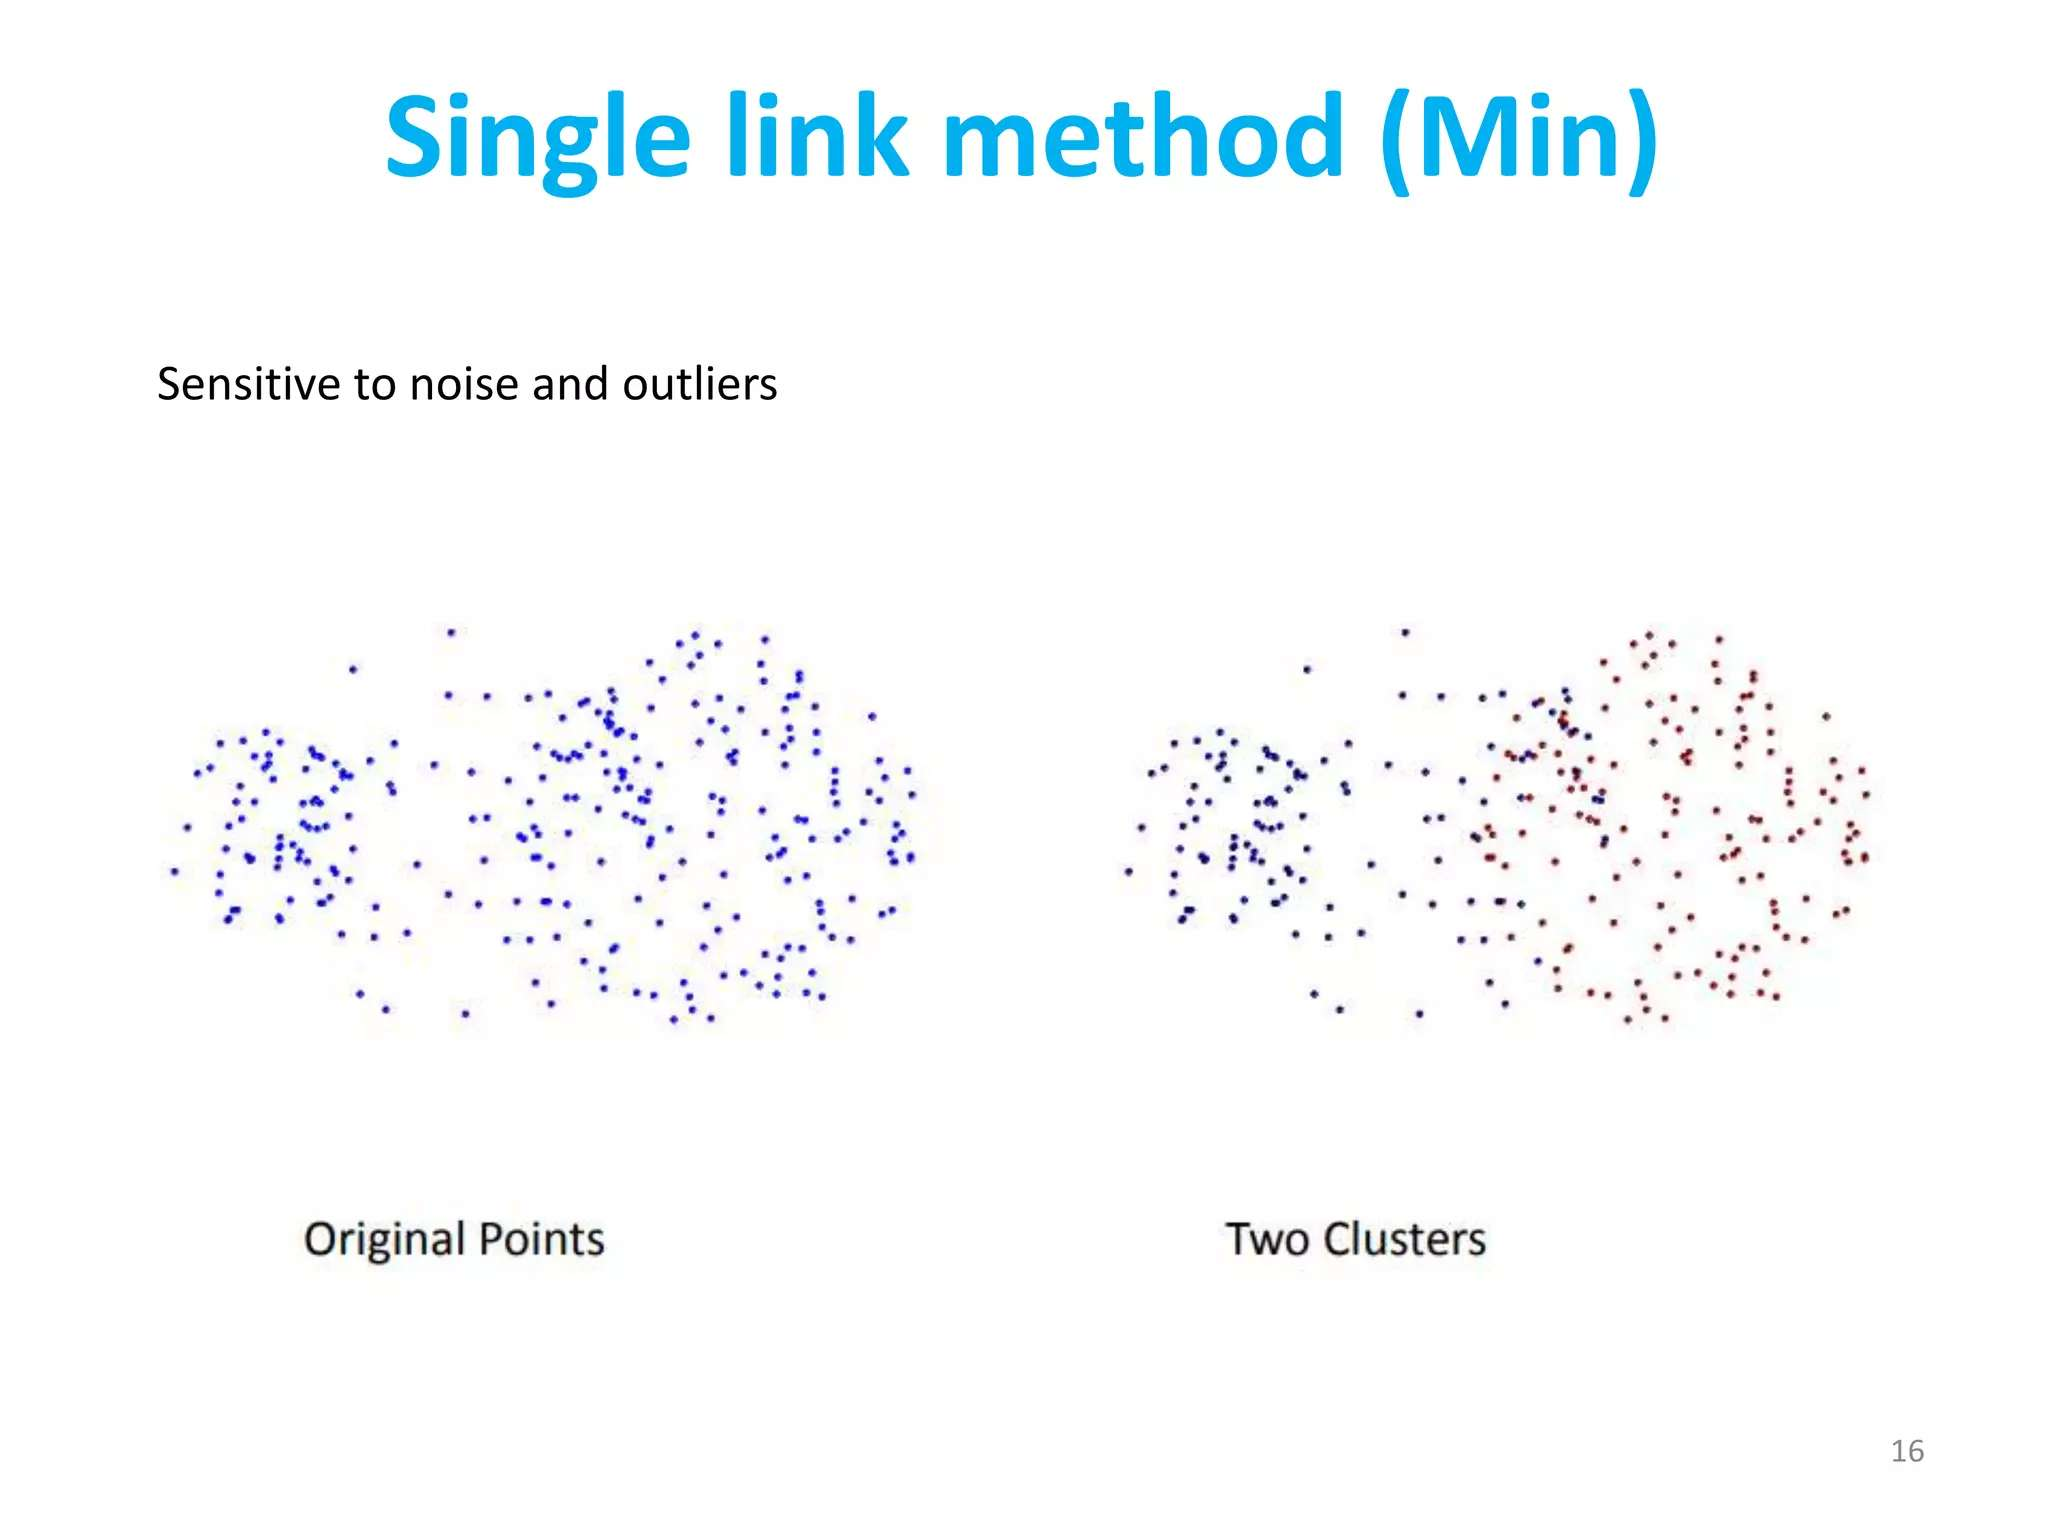 Single link method (Min)
Sensitive to noise and outliers
Original Points
Two Clusters
16